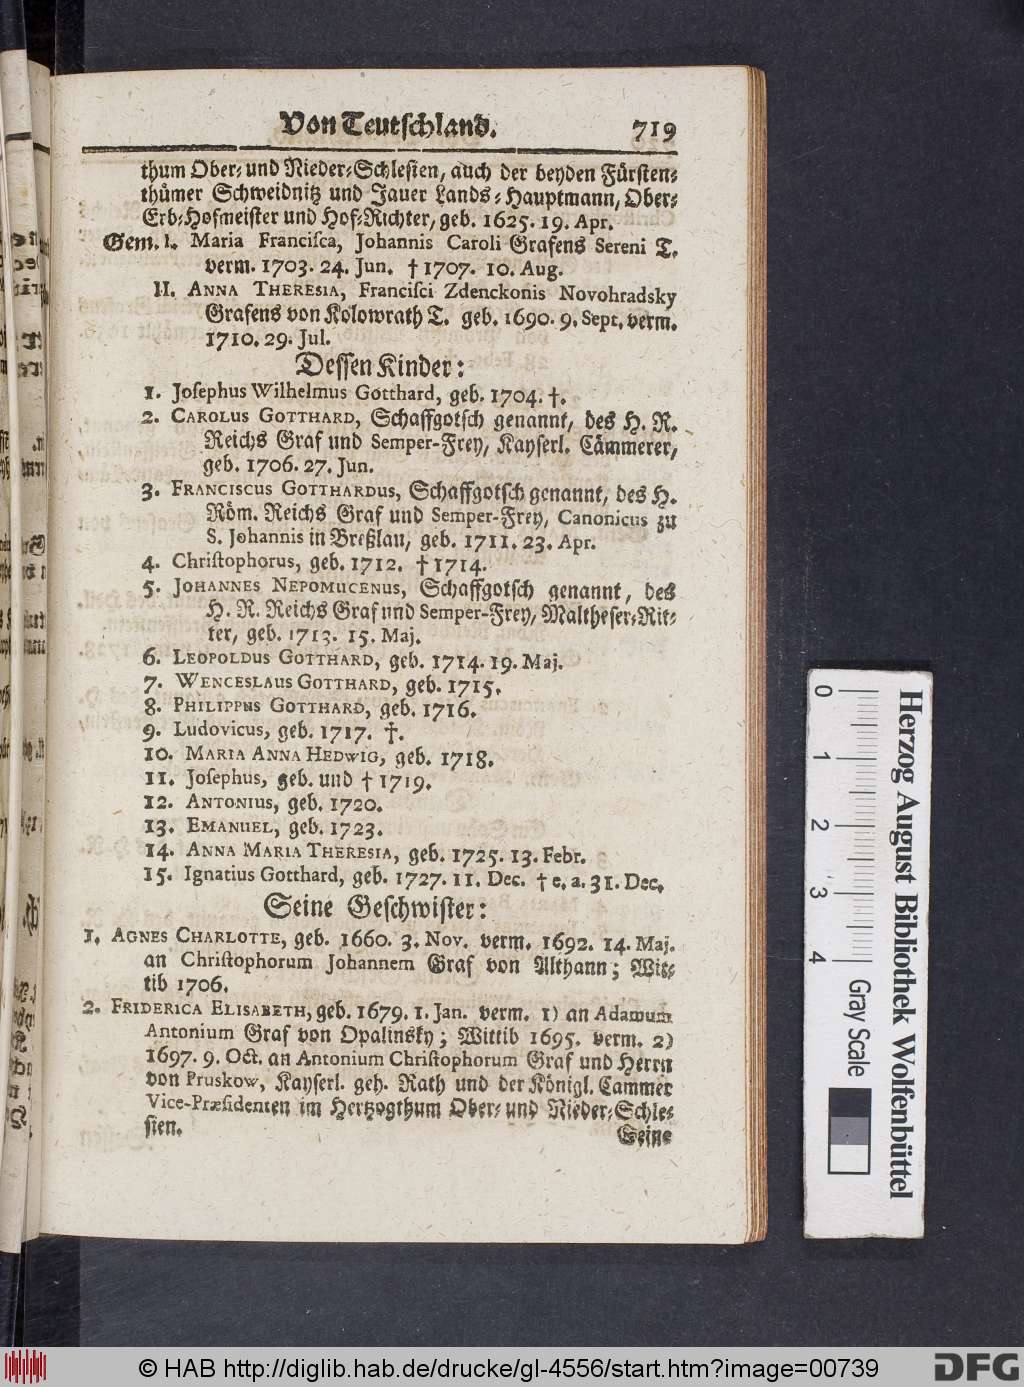 Von Teutschland. 719
thum Ober- und Nieder-Schlesien, auch der beyden Fürsten-
thümer Schweidnitz und Jauer Lands-Hauptmann, Ober-
Erb-Hofmeister und Hof-Richter, geb. 1625. 19. Apr.
Gem. I. Maria Franciſca, Johannis Caroli Grafens Sereni T.
verm. 1703. 24. Jun. † 1707. 10. Aug.
II. ANNA THERESIA, Franciſci Zdenckonis Novohradsky
Grafens von Kolowrath T. geb. 1690. 9. Sept. verm.
1710. 29. Jul.
Dessen Kinder:
1. Joſephus Wilhelmus Gotthard, geb. 1704. †.
2. CAROLUS GOTTHARD, Schaffgotsch genannt, des H. R.
Reichs Graf und Semper-Frey, Kayserl. Cämmerer,
geb. 1706. 27. Jun.
3. FRANCISCUS GOTTHARDUS, Schaffgotsch genannt, des H.
Röm. Reichs Graf und Semper-Frey, Canonicus zu
S. Johannis in Breßlau, geb. 1711. 23. Apr.
4. Chriſtophorus, geb. 1712. † 1714.
5. JOHANNES NEPOMUCENUS, Schaffgotsch genannt, des
H. R. Reichs Graf und Semper-Frey, Maltheser-Rit-
ter, geb. 1713. 15. Maj.
6. LEOPOLDUS GOTTHARD, geb. 1714. 19. Maj.
7. WENCESLAUS GOTTHARD, geb. 1715.
8. PHILIPPUS GOTTHARD, geb. 1716.
9. Ludovicus, geb. 1717. †.
10. MARIA ANNA HEDWIG, geb. 1718.
11. Joſephus, geb. und † 1719.
12. ANTONIUS, geb. 1720.
13. EMANUEL, geb. 1723.
14. ANNA MARIA THERESIA, geb. 1725. 13. Febr.
15. Ignatius Gotthard, geb. 1727. 11. Dec. † e. a. 31. Dec.
Seine Geschwister:
1. AGNES CHARLOTTE, geb. 1660. 3. Nov. verm. 1692. 14. Maj.
an Chriſtophorum Johannem Graf von Althann; Wit-
tib 1706.
2. FRIDERICA ELISABETH, geb. 1679. 1. Jan. verm. 1) an Adamum
Antonium Graf von Opalinsky; Wittib 1695. verm. 2)
1697. 9. Oct. an Antonium Chriſtophorum Graf und Herrn
von Pruskow, Kayserl. geh. Rath und der Königl. Cammer
Vice-Præſidenten im Hertzogthum Ober- und Nieder-Schle-
sien.
Seine
0 1 2 3 4 Gray Scale
Herzog August Bibliothek Wolfenbüttel
© HAB http://diglib.hab.de/drucke/gl-4556/start.htm?image=00739
DFG